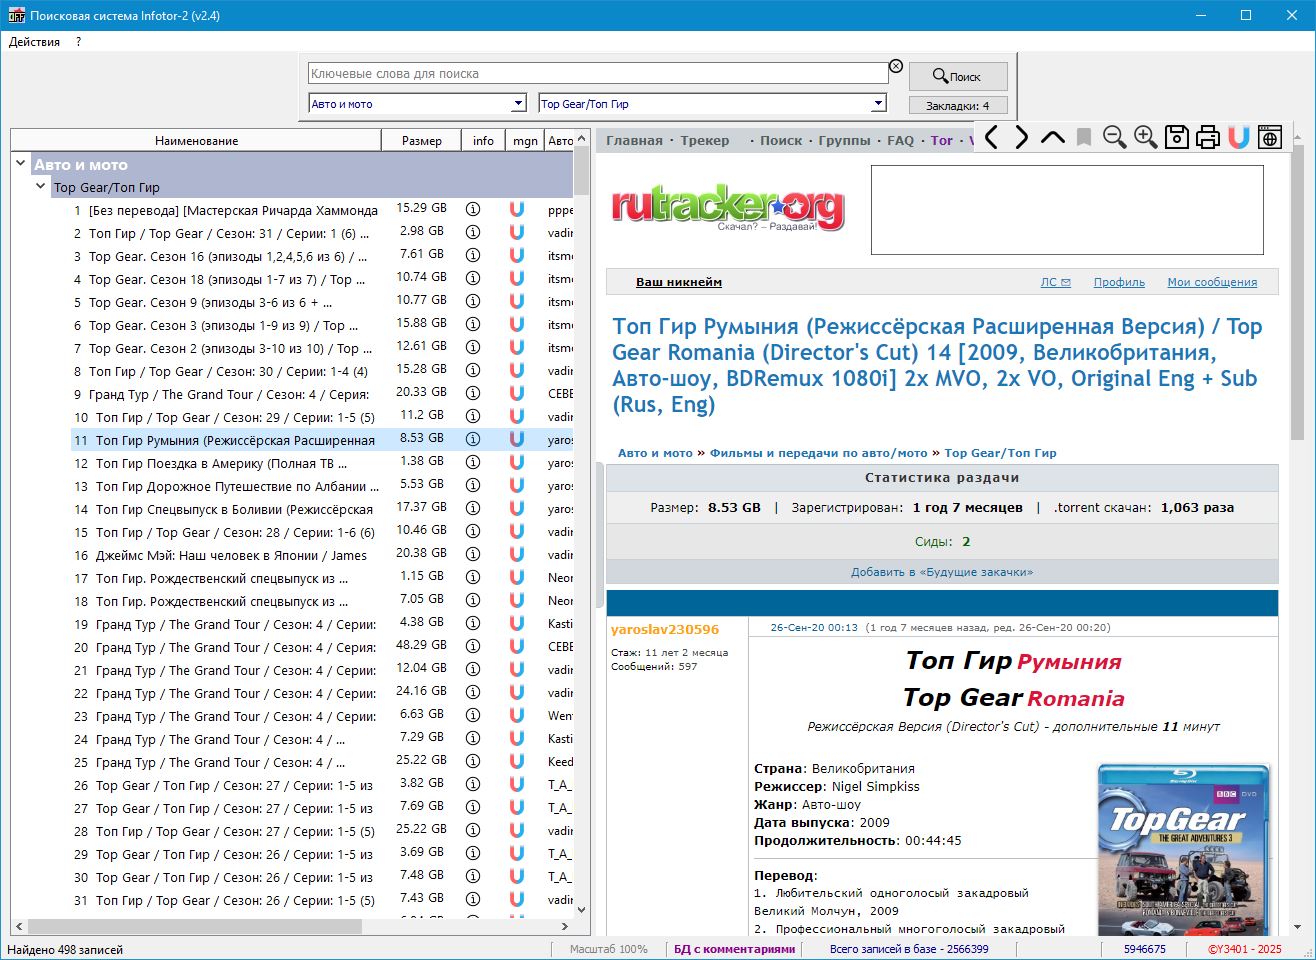 Поисковая система Infotor-2 (v2.4)
Действия ?
Ключевые слова для поиска
Поиск
Авто и мото
Top Gear/Топ Гир
Закладки: 4
Наименование Размер info mgn Авто
Авто и мото
Top Gear/Топ Гир
1 [Без перевода] [Мастерская Ричарда Хаммонда 15.29 GB pppe
2 Топ Гир / Top Gear / Сезон: 31 / Серии: 1 (6) ... 2.98 GB vadir
3 Top Gear. Сезон 16 (эпизоды 1,2,4,5,6 из 6) / ... 7.61 GB itsmo
4 Top Gear. Сезон 18 (эпизоды 1-7 из 7) / Top ... 10.74 GB itsmo
5 Top Gear. Сезон 9 (эпизоды 3-6 из 6 + ... 10.77 GB itsmo
6 Top Gear. Сезон 3 (эпизоды 1-9 из 9) / Top ... 15.88 GB itsmo
7 Top Gear. Сезон 2 (эпизоды 3-10 из 10) / Top ... 12.61 GB itsmo
8 Топ Гир / Top Gear / Сезон: 30 / Серии: 1-4 (4) 15.28 GB vadir
9 Гранд Тур / The Grand Tour / Сезон: 4 / Серия: 20.33 GB CEBE
10 Топ Гир / Top Gear / Сезон: 29 / Серии: 1-5 (5) 11.2 GB vadir
11 Топ Гир Румыния (Режиссёрская Расширенная 8.53 GB yaros
12 Топ Гир Поездка в Америку (Полная ТВ ... 1.38 GB yaros
13 Топ Гир Дорожное Путешествие по Албании ... 5.53 GB yaros
14 Топ Гир Спецвыпуск в Боливии (Режиссёрская 17.37 GB yaros
15 Топ Гир / Top Gear / Сезон: 28 / Серии: 1-6 (6) 10.46 GB vadir
16 Джеймс Мэй: Наш человек в Японии / James 20.38 GB vadir
17 Топ Гир. Рождественский спецвыпуск из ... 1.15 GB Neor
18 Топ Гир. Рождественский спецвыпуск из ... 7.05 GB Neor
19 Гранд Тур / The Grand Tour / Сезон: 4 / Серии: 4.38 GB Kasti
20 Гранд Тур / The Grand Tour / Сезон: 4 / Серия: 48.29 GB CEBE
21 Гранд Тур / The Grand Tour / Сезон: 4 / Серии: 12.04 GB vadir
22 Гранд Тур / The Grand Tour / Сезон: 4 / Серии: 24.16 GB vadir
23 Гранд Тур / The Grand Tour / Сезон: 4 / Серии: 6.63 GB Went
24 Гранд Тур / The Grand Tour / Сезон: 4 / ... 7.29 GB Kasti
25 Гранд Тур / The Grand Tour / Сезон: 4 / ... 25.22 GB Keed
26 Top Gear / Топ Гир / Сезон: 27 / Серии: 1-5 из 3.82 GB T_A_
27 Top Gear / Топ Гир / Сезон: 27 / Серии: 1-5 из 7.69 GB T_A_
28 Топ Гир / Top Gear / Сезон: 27 / Серии: 1-5 (5) 25.22 GB vadir
29 Top Gear / Топ Гир / Сезон: 26 / Серии: 1-5 из 3.69 GB T_A_
30 Top Gear / Топ Гир / Сезон: 26 / Серии: 1-5 из 7.48 GB T_A_
31 Топ Гир / Top Gear / Сезон: 26 / Серии: 1-5 (5) 7.43 GB vadir
Главная · Трекер · Поиск · Группы · FAQ · Tor ·
rutracker.org
Скачал? – Раздавай!
Ваш никнейм ЛС Профиль Мои сообщения
Топ Гир Румыния (Режиссёрская Расширенная Версия) / Top
Gear Romania (Director's Cut) 14 [2009, Великобритания,
Авто-шоу, BDRemux 1080i] 2x MVO, 2x VO, Original Eng + Sub
(Rus, Eng)
Авто и мото » Фильмы и передачи по авто/мото » Top Gear/Топ Гир
Статистика раздачи
Размер: 8.53 GB | Зарегистрирован: 1 год 7 месяцев | .torrent скачан: 1,063 раза
Сиды: 2
Добавить в «Будущие закачки»
yaroslav230596
Стаж: 11 лет 2 месяца
Сообщений: 597
26-Сен-20 00:13 (1 год 7 месяцев назад, ред. 26-Сен-20 00:20)
Топ Гир Румыния
Top Gear Romania
Режиссёрская Версия (Director's Cut) - дополнительные 11 минут
Страна: Великобритания
Режиссер: Nigel Simpkiss
Жанр: Авто-шоу
Дата выпуска: 2009
Продолжительность: 00:44:45
Перевод:
1. Любительский одноголосый закадровый
Великий Молчун, 2009
2. Профессиональный многоголосый закадровый
BBC DVD
TopGear
THE GREAT ADVENTURES 3
Найдено 498 записей
Масштаб 100%
БД с комментариями
Всего записей в базе - 2566399
5946675
©Y3401 - 2025